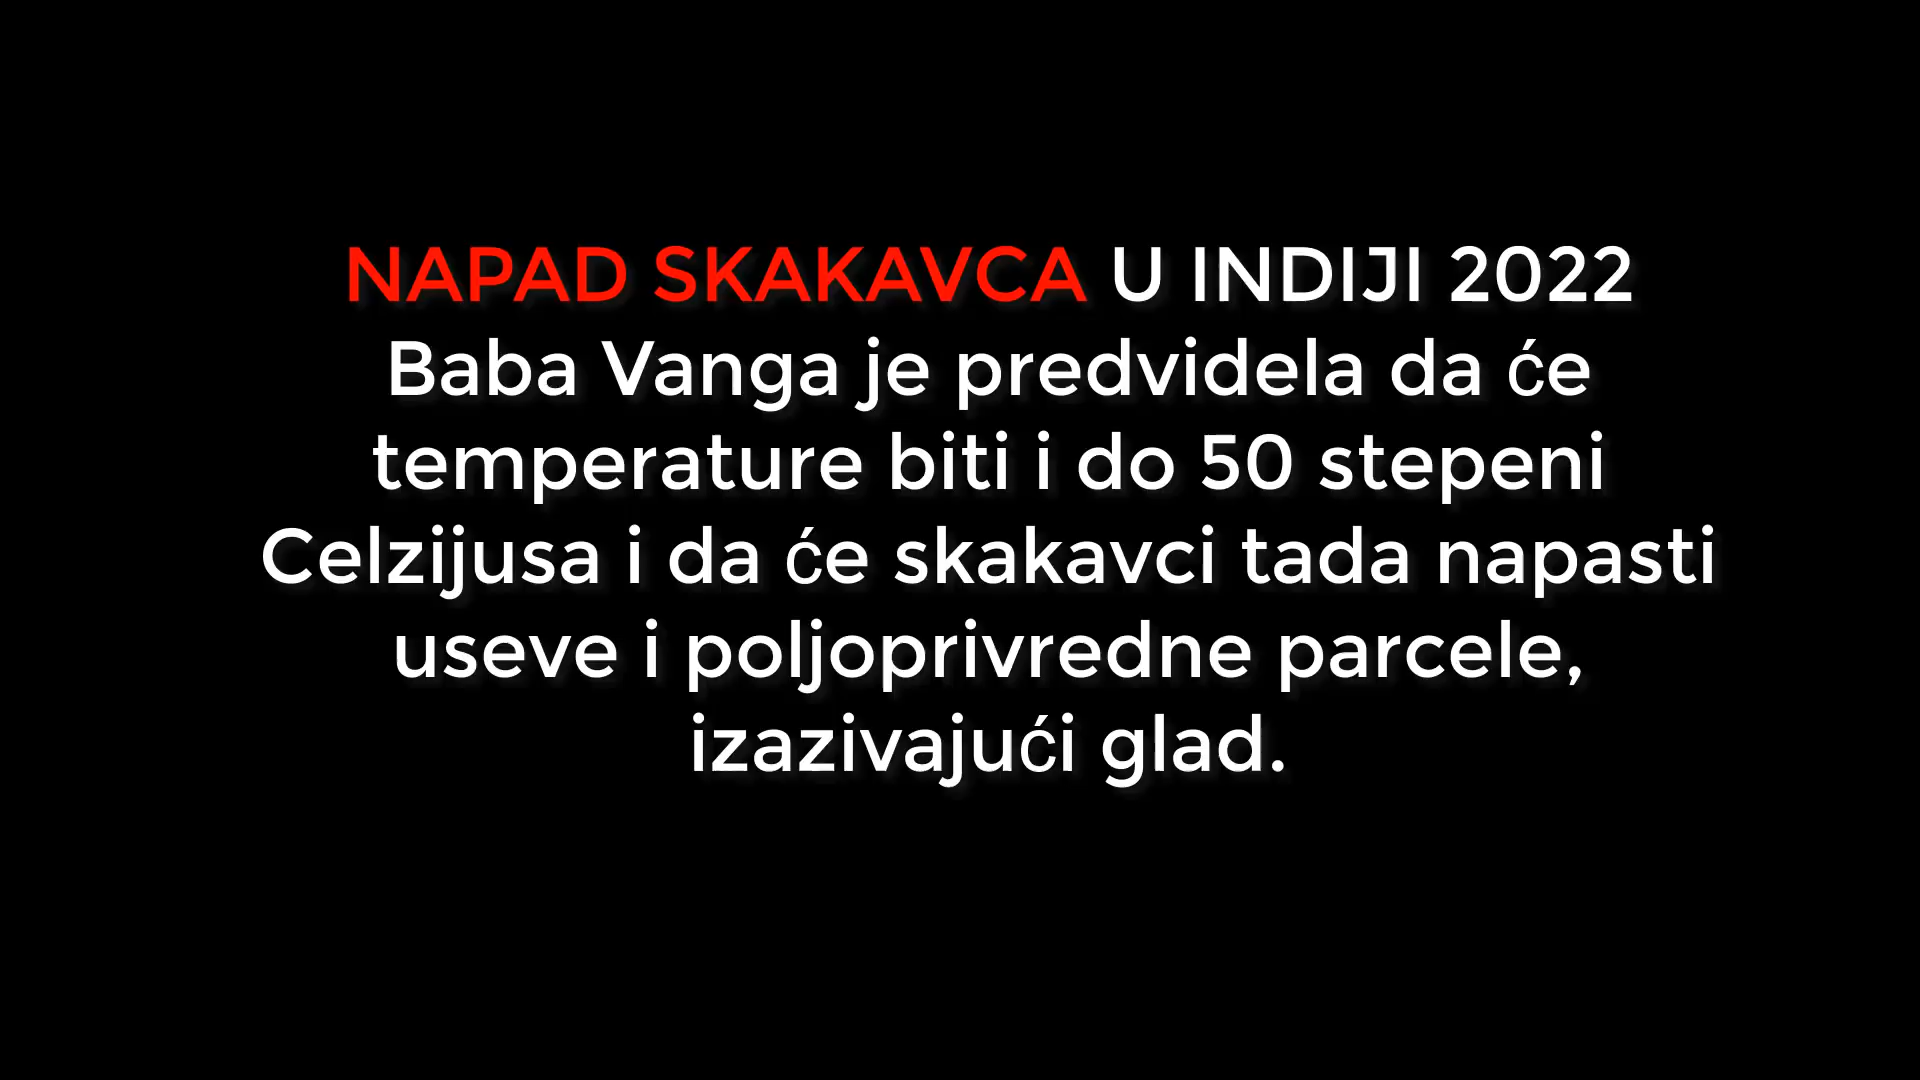 NAPAD SKAKAVCA U INDIJI 2022
Baba Vanga je predvidela da će
temperature biti i do 50 stepeni
Celzijusa i da će skakavci tada napasti
useve i poljoprivredne parcele,
izazivajući glad.